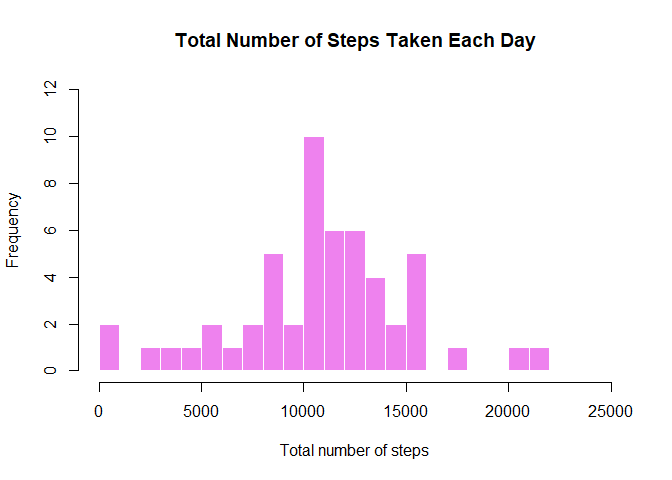 Total Number of Steps Taken Each Day
12
10
8
6
4
2
0
Frequency
0 5000 10000 15000 20000 25000
Total number of steps